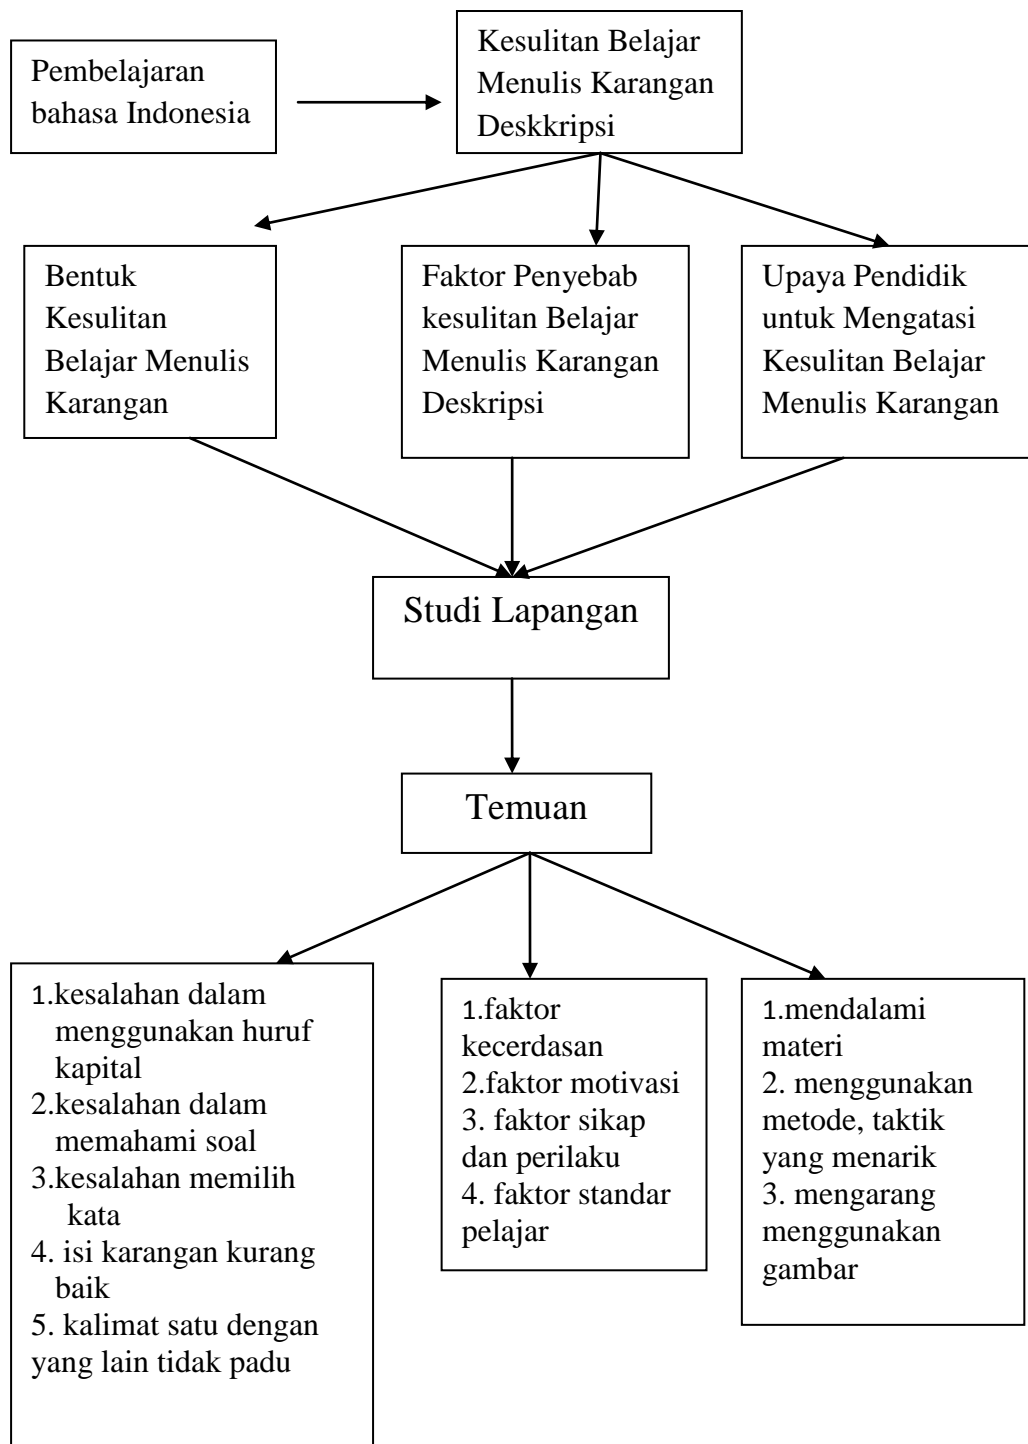 Pembelajaran
bahasa Indonesia
Kesulitan Belajar
Menulis Karangan
Deskkripsi
Bentuk
Kesulitan
Belajar Menulis
Karangan
Faktor Penyebab
kesulitan Belajar
Menulis Karangan
Deskripsi
Upaya Pendidik
untuk Mengatasi
Kesulitan Belajar
Menulis Karangan
Studi Lapangan
Temuan
1.kesalahan dalam
menggunakan huruf
kapital
2.kesalahan dalam
memahami soal
3.kesalahan memilih
kata
4. isi karangan kurang
baik
5. kalimat satu dengan
yang lain tidak padu
1.faktor
kecerdasan
2.faktor motivasi
3. faktor sikap
dan perilaku
4. faktor standar
pelajar
1.mendalami
materi
2. menggunakan
metode, taktik
yang menarik
3. mengarang
menggunakan
gambar